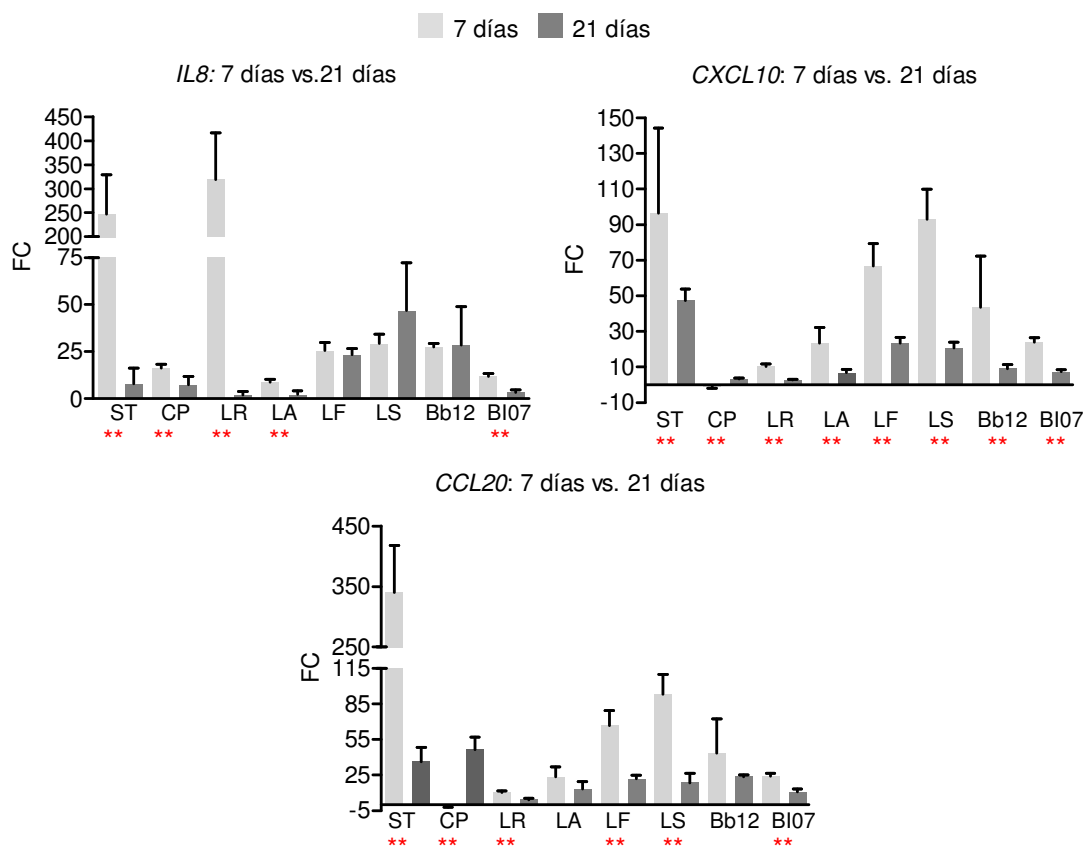 7 días 21 días
IL8: 7 días vs.21 días
450
400
350
300
250
200
75
50
25
0
FC
ST CP LR LA LF LS Bb12 BI07
** ** ** ** **
CXCL10: 7 días vs. 21 días
150
130
110
90
70
50
30
10
-10
FC
ST CP LR LA LF LS Bb12 BI07
** ** ** ** ** ** ** **
CCL20: 7 días vs. 21 días
450
350
250
115
85
55
25
-5
FC
ST CP LR LA LF LS Bb12 BI07
** ** ** ** ** **